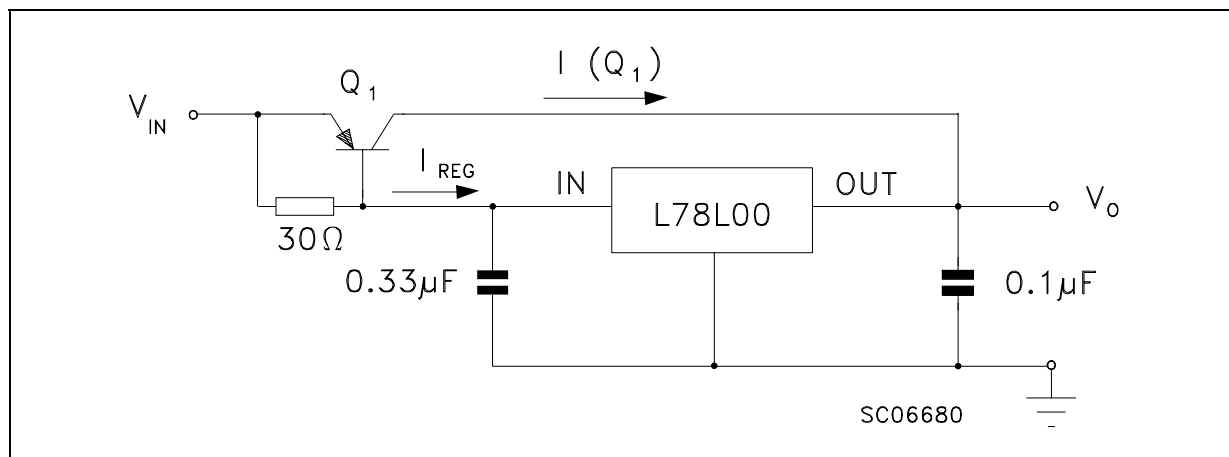 I (Q1)
Q1
VIN
IREG
IN
OUT
L78L00
VO
30Ω
0.33µF
0.1µF
SC06680